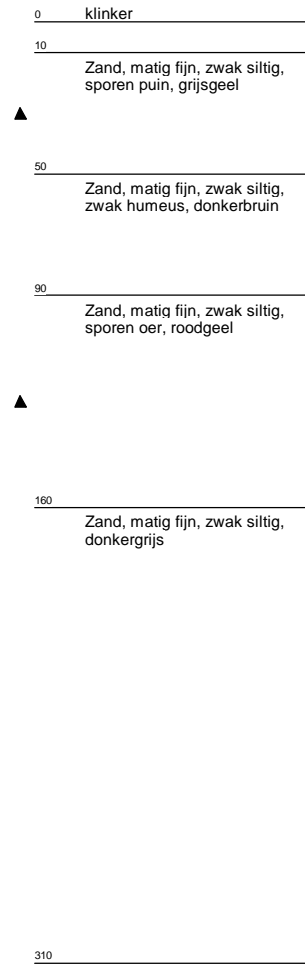 0 klinker
10
Zand, matig fijn, zwak siltig,
sporen puin, grijsgeel
50
Zand, matig fijn, zwak siltig,
zwak humeus, donkerbruin
90
Zand, matig fijn, zwak siltig,
sporen oer, roodgeel
160
Zand, matig fijn, zwak siltig,
donkergrijs
310